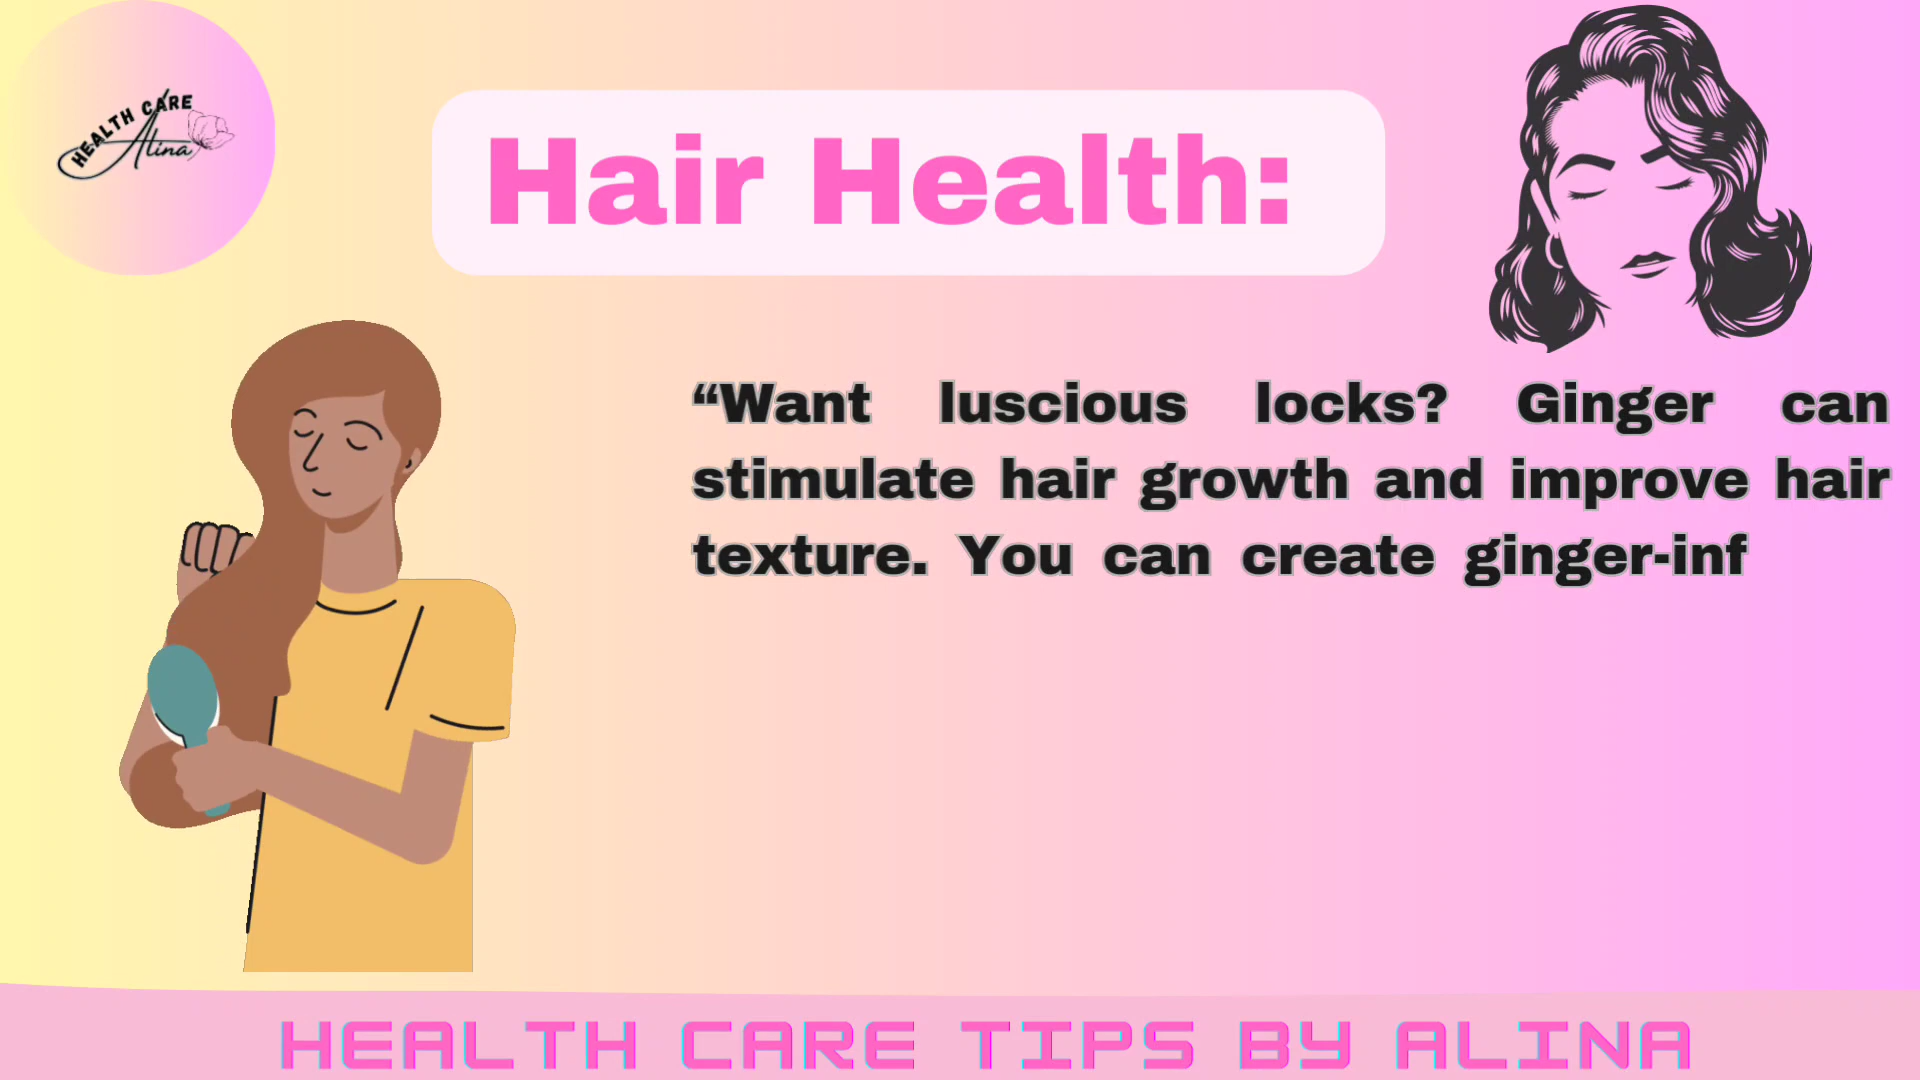 HEALTH CARE
Alina
Hair Health:
“Want luscious locks? Ginger can
stimulate hair growth and improve hair
texture. You can create ginger-inf
HEALTH CARE TIPS BY ALINA